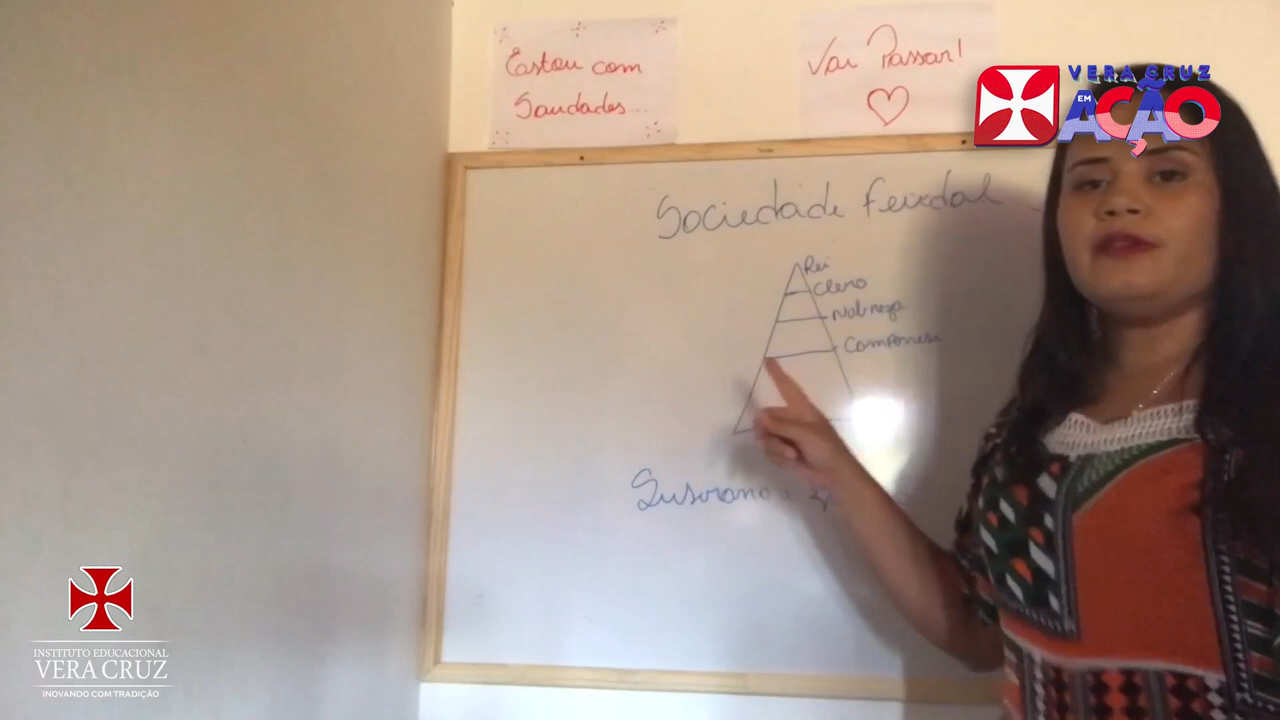 Estou com
Saudades...
Vai Passar!
VERA CRUZ
EM
AÇÃO
Sociedade Feudal
Rei
Clero
Nobreza
Suserano
INSTITUTO EDUCACIONAL
VERA CRUZ
INOVANDO COM TRADIÇÃO